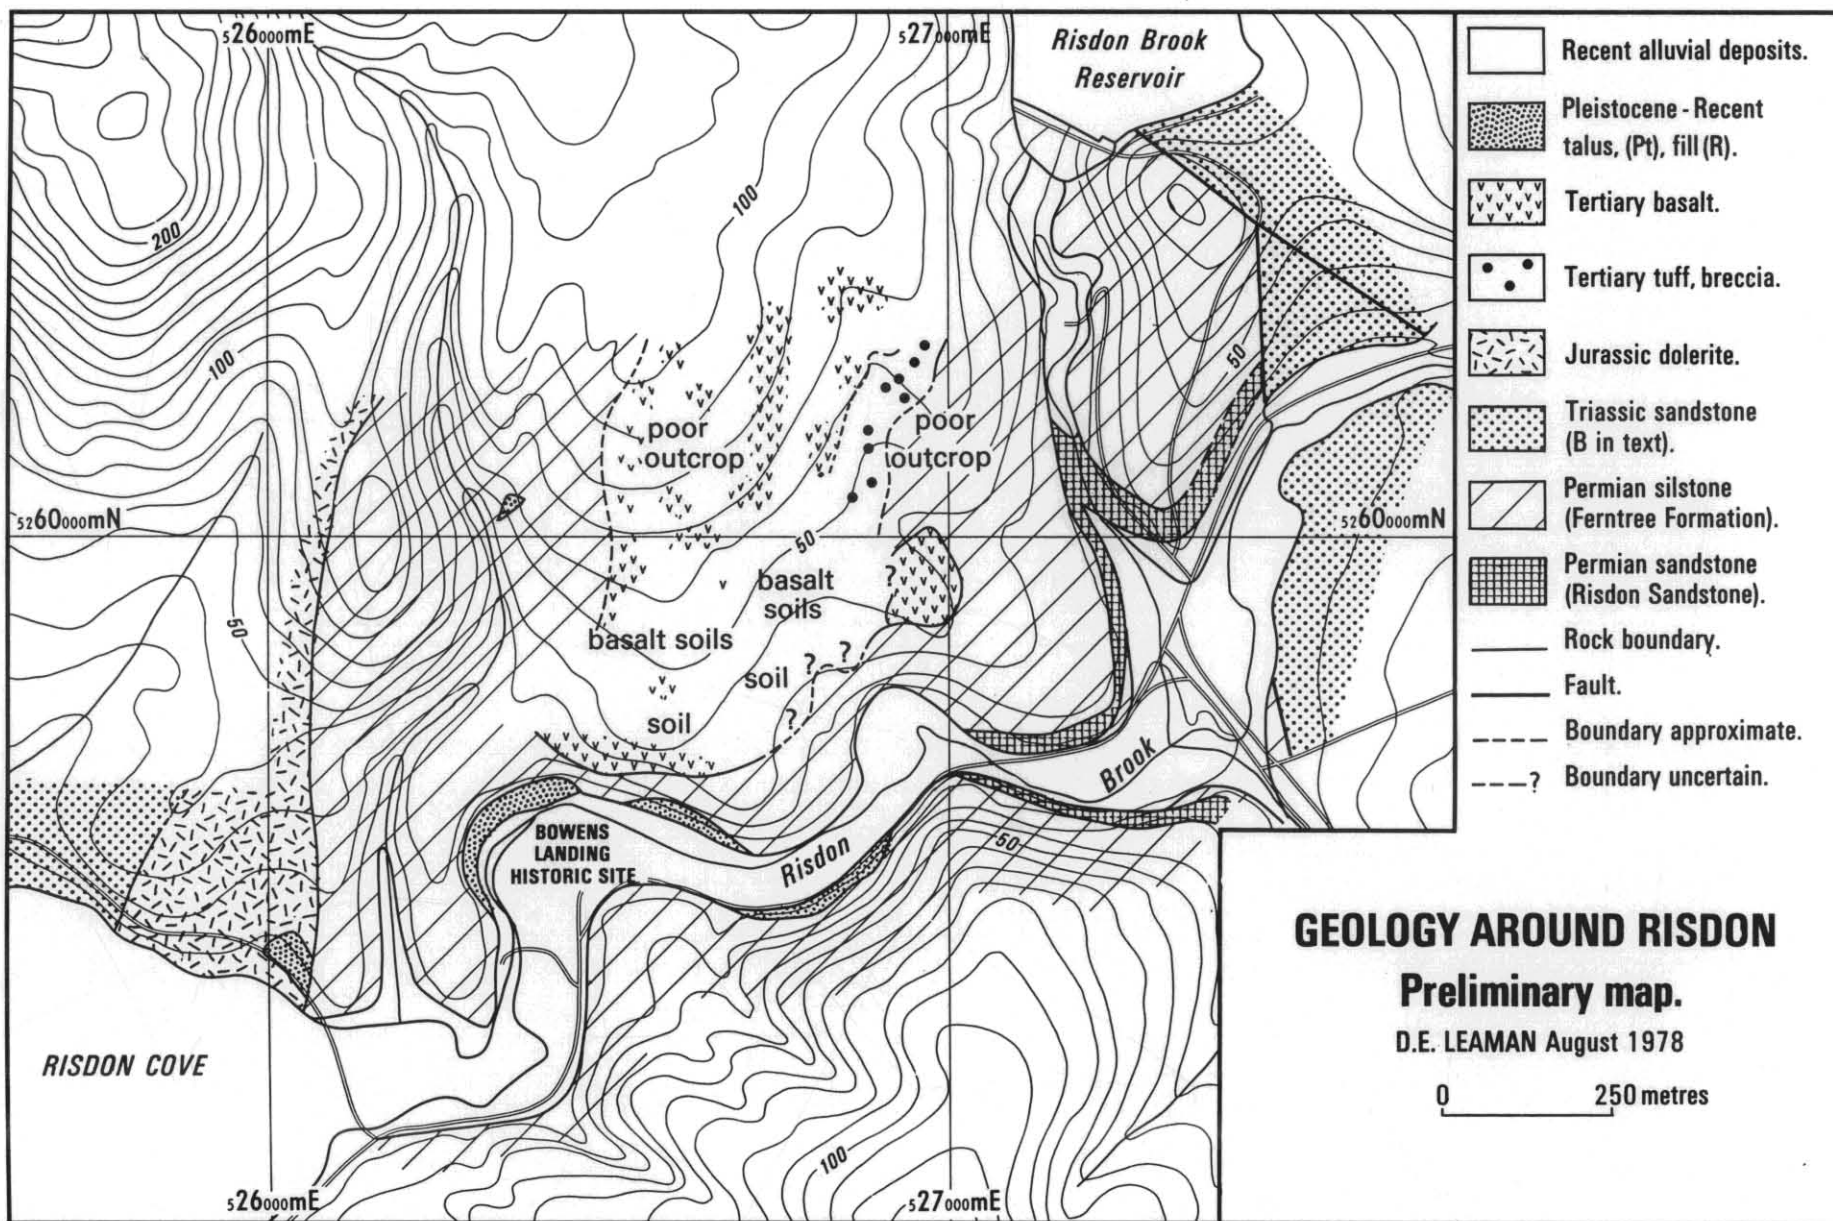 526000mE
527000mE
Risdon Brook
Reservoir
100
200
100
50
poor
outcrop
poor
outcrop
5260000mN
5260000mN
50
?
basalt
soils
50
basalt soils
? ?
soil
soil
?
Brook
BOWENS
LANDING
HISTORIC SITE
Risdon
50
RISDON COVE
100
526000mE
527000mE
Recent alluvial deposits.
Pleistocene - Recent
talus, (Pt), fill (R).
Tertiary basalt.
Tertiary tuff, breccia.
Jurassic dolerite.
Triassic sandstone
(B in text).
Permian silstone
(Ferntree Formation).
Permian sandstone
(Risdon Sandstone).
Rock boundary.
Fault.
Boundary approximate.
? Boundary uncertain.
GEOLOGY AROUND RISDON
Preliminary map.
D.E. LEAMAN August 1978
0 250 metres